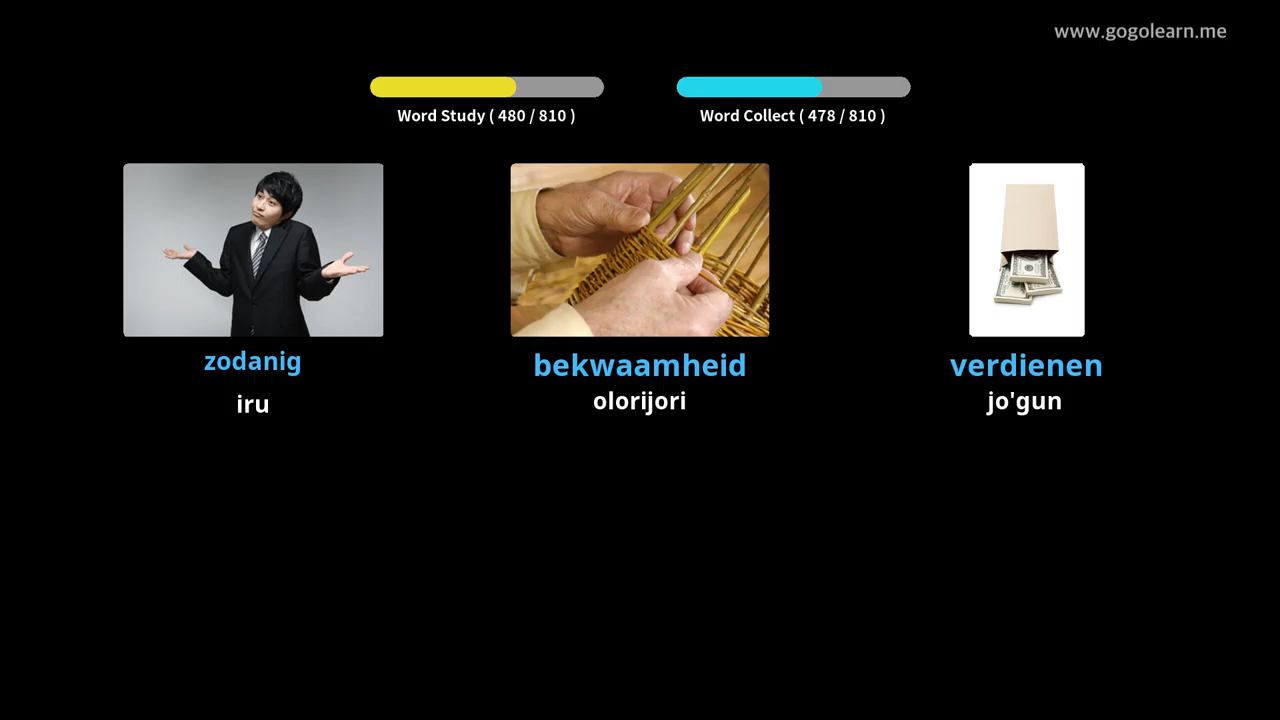 www.gogolearn.me
Word Study ( 480 / 810 )
Word Collect ( 478 / 810 )
zodanig
iru
bekwaamheid
olorijori
verdienen
jo'gun